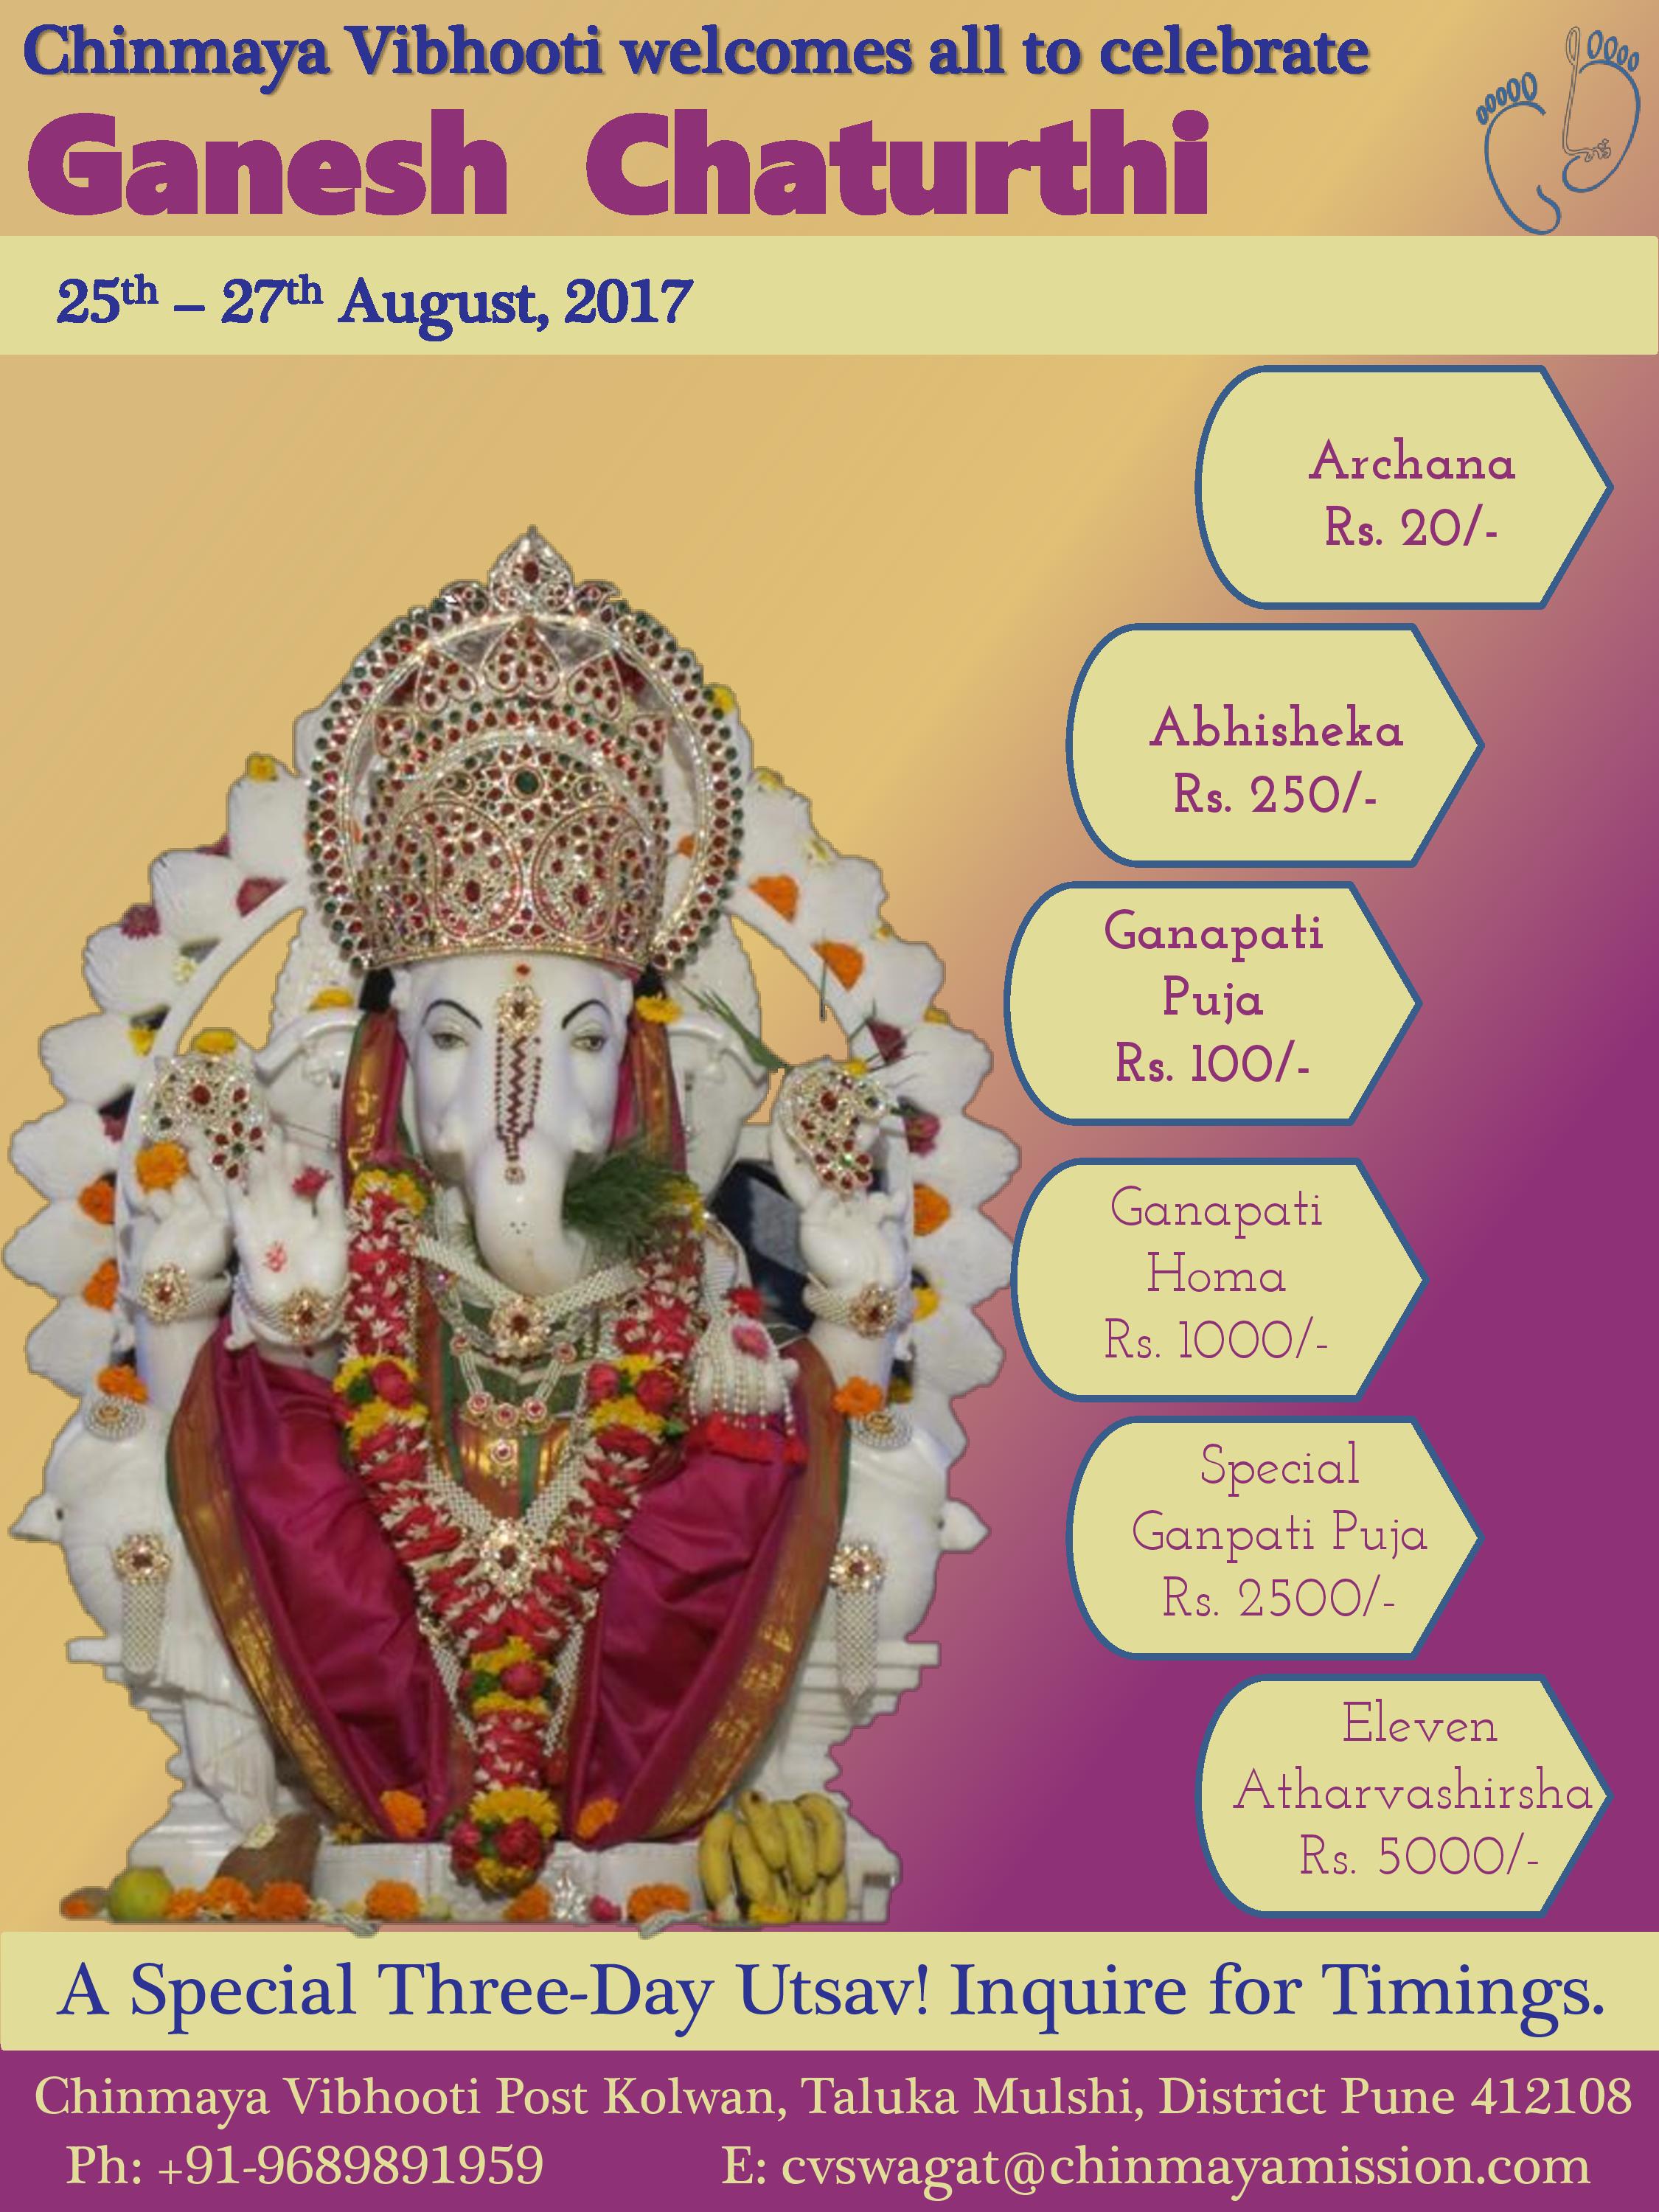 Chinmaya Vibhooti welcomes all to celebrate
Ganesh Chaturthi
25th – 27th August, 2017
Archana
Rs. 20/-
Abhisheka
Rs. 250/-
Ganapati
Puja
Rs. 100/-
Ganapati
Homa
Rs. 1000/-
Special
Ganpati Puja
Rs. 2500/-
Eleven
Atharvashirsha
Rs. 5000/-
A Special Three-Day Utsav! Inquire for Timings.
Chinmaya Vibhooti Post Kolwan, Taluka Mulshi, District Pune 412108
Ph: +91-9689891959 E: cvswagat@chinmayamission.com